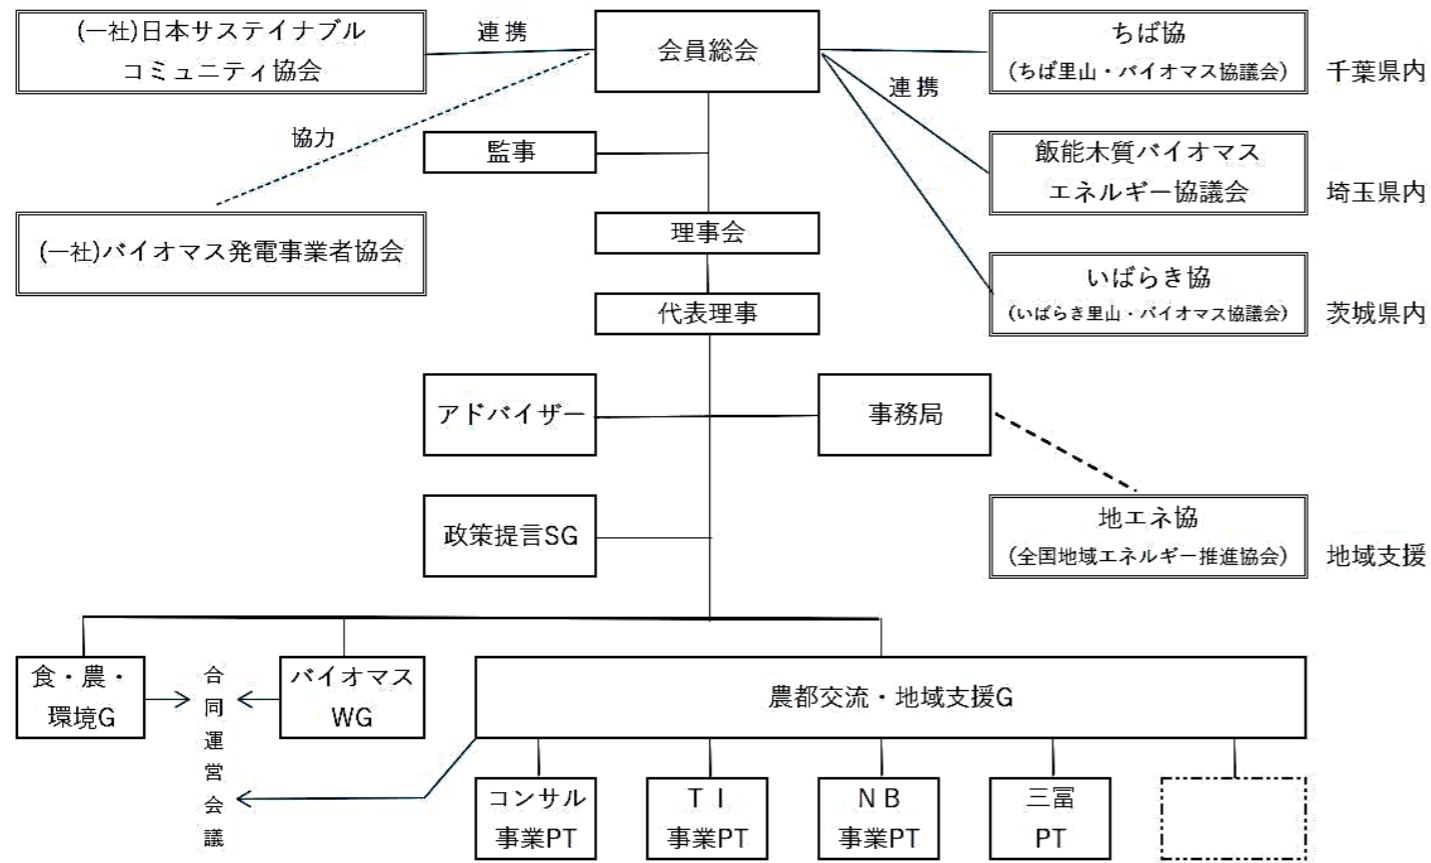 (一社)日本サステイナブル
コミュニティ協会
連携
会員総会
ちば協
(ちば里山・バイオマス協議会)
千葉県内
連携
協力
監事
飯能木質バイオマス
エネルギー協議会
埼玉県内
(一社)バイオマス発電事業者協会
理事会
いばらき協
(いばらき里山・バイオマス協議会)
茨城県内
代表理事
アドバイザー
事務局
政策提言SG
地エネ協
(全国地域エネルギー推進協会)
地域支援
食・農・
環境G
合同運営会議
バイオマス
WG
農都交流・地域支援G
コンサル
事業PT
ＴＩ
事業PT
ＮＢ
事業PT
三冨
PT